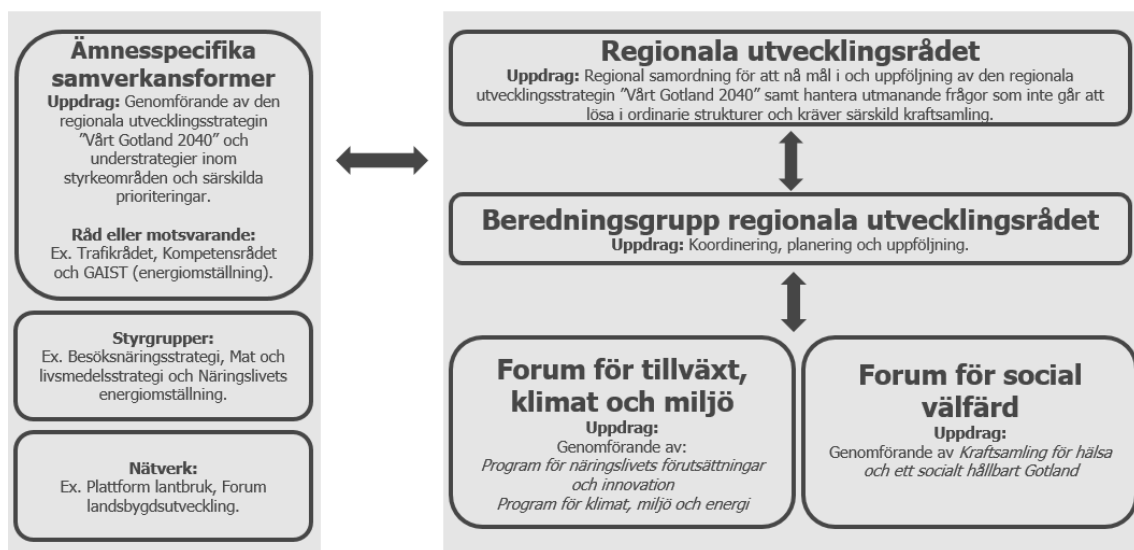 Ämnesspecifika
samverkansformer
Uppdrag: Genomförande av den
regionala utvecklingsstrategin
”Vårt Gotland 2040” och
understrategier inom
styrkeområden och särskilda
prioriteringar.
Råd eller motsvarande:
Ex. Trafikrådet, Kompetensrådet
och GAIST (energiomställning).
Styrgrupper:
Ex. Besöksnäringsstrategi, Mat och
livsmedelsstrategi och Näringslivets
energiomställning.
Nätverk:
Ex. Plattform lantbruk, Forum
landsbygdsutveckling.
Regionala utvecklingsrådet
Uppdrag: Regional samordning för att nå mål i och uppföljning av den regionala
utvecklingsstrategin ”Vårt Gotland 2040” samt hantera utmanande frågor som inte går att
lösa i ordinarie strukturer och kräver särskild kraftsamling.
Beredningsgrupp regionala utvecklingsrådet
Uppdrag: Koordinering, planering och uppföljning.
Forum för tillväxt,
klimat och miljö
Uppdrag:
Genomförande av:
Program för näringslivets förutsättningar
och innovation
Program för klimat, miljö och energi
Forum för social
välfärd
Uppdrag:
Genomförande av Kraftsamling för hälsa
och ett socialt hållbart Gotland